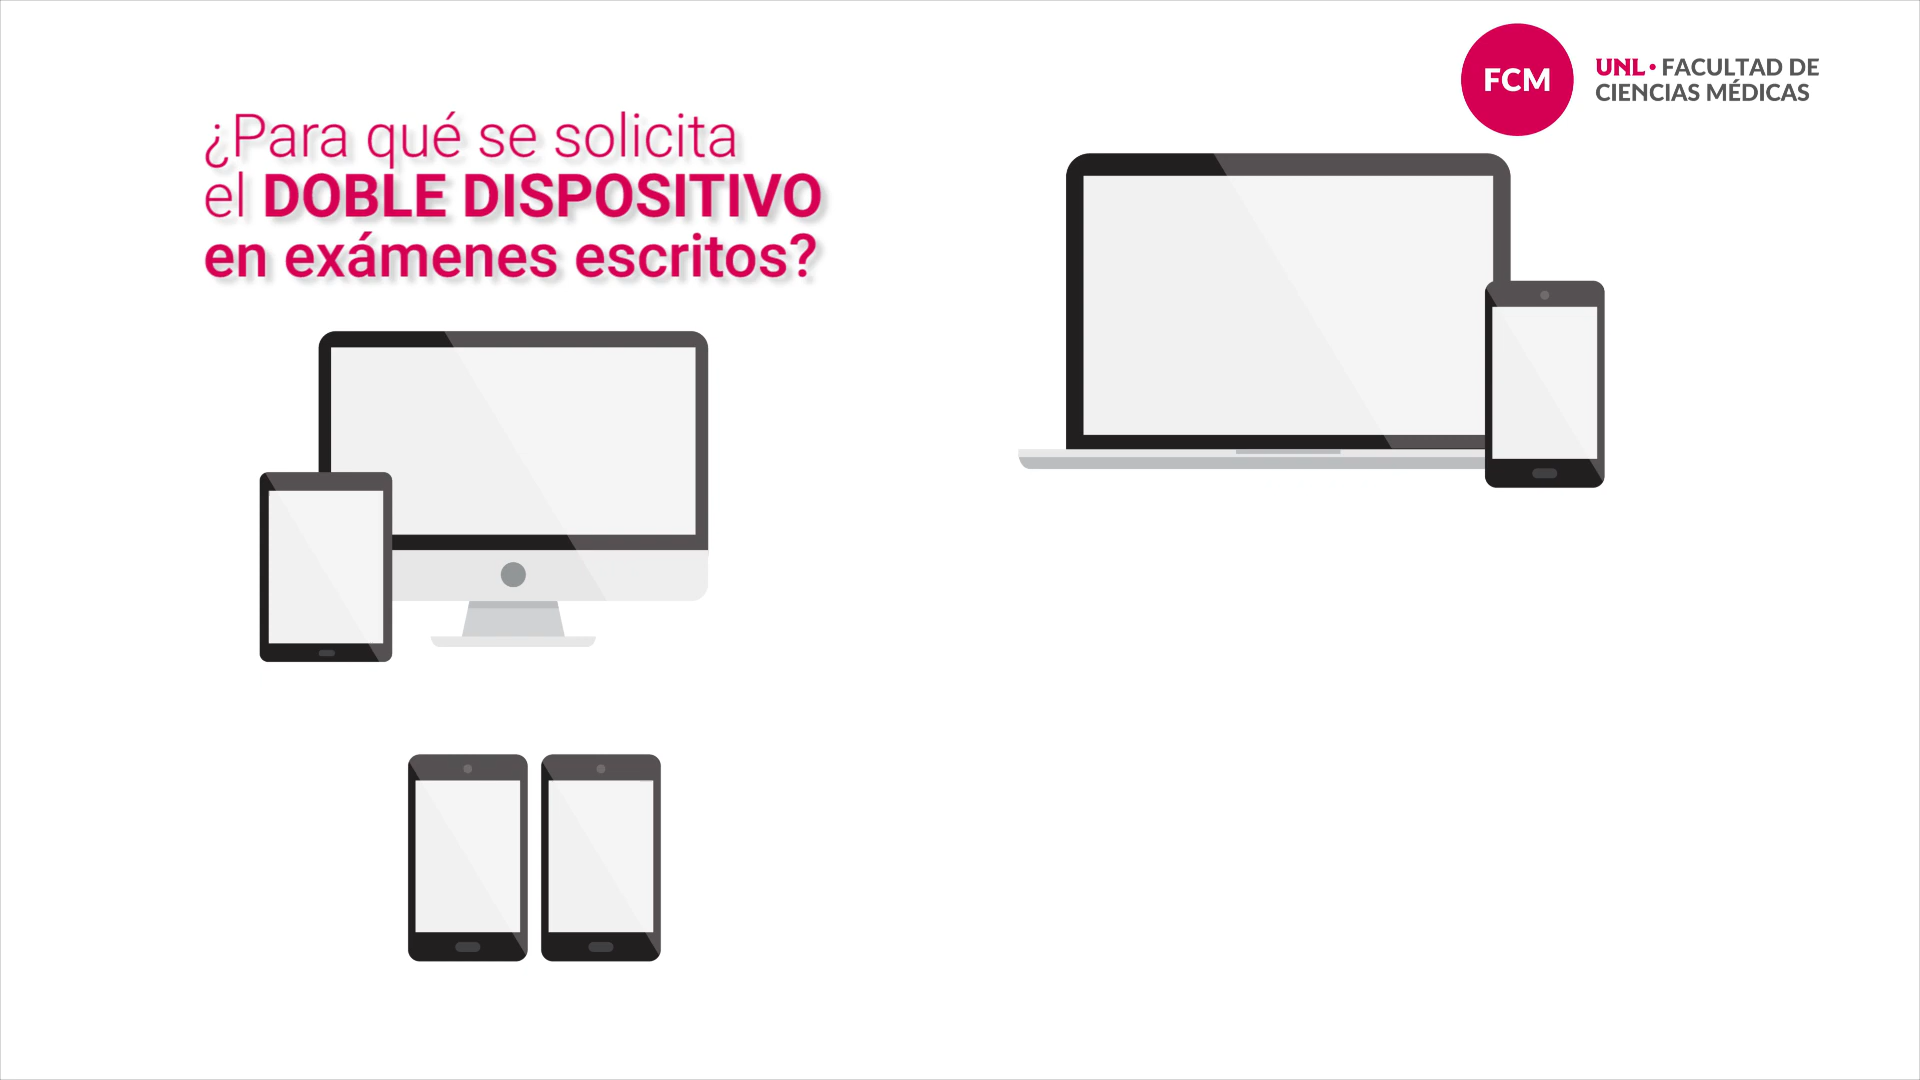 FCM
UNL • FACULTAD DE
CIENCIAS MÉDICAS
¿Para qué se solicita
el DOBLE DISPOSITIVO
en exámenes escritos?